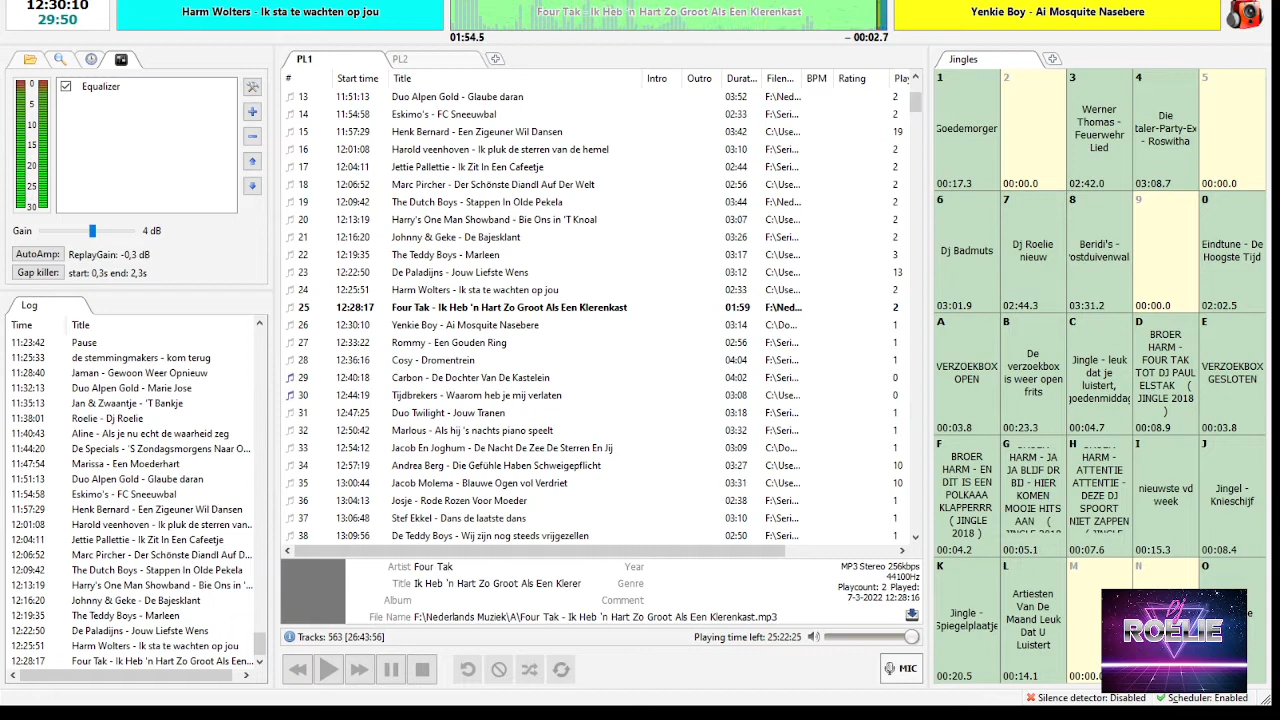 12:30:10
29:50
Harm Wolters - Ik sta te wachten op jou
Four Tak - Ik Heb 'n Hart Zo Groot Als Een Klerenkast
Yenkie Boy - Ai Mosquite Nasebere
01:54.5
– 00:02.7
0
5
10
15
20
25
30
Equalizer
Gain
4 dB
AutoAmp:
ReplayGain: -0,3 dB
Gap killer:
start: 0,3s end: 2,3s
Log
Time Title
11:23:42 Pause
11:25:33 de stemmingmakers - kom terug
11:28:40 Jaman - Gewoon Weer Opnieuw
11:32:13 Duo Alpen Gold - Marie Jose
11:35:13 Jan & Zwaantje - 'T Bankje
11:38:01 Roelie - Dj Roelie
11:40:43 Aline - Als je nu echt de waarheid zeg
11:44:20 De Specials - 'S Zondagsmorgens Naar O...
11:47:54 Marissa - Een Moederhart
11:51:13 Duo Alpen Gold - Glaube daran
11:54:58 Eskimo's - FC Sneeuwbal
11:57:29 Henk Bernard - Een Zigeuner Wil Dansen
12:01:08 Harold veenhoven - Ik pluk de sterren van...
12:04:11 Jettie Pallettie - Ik Zit In Een Cafeetje
12:06:52 Marc Pircher - Der Schönste Diandl Auf D...
12:09:42 The Dutch Boys - Stappen In Olde Pekela
12:13:19 Harry's One Man Showband - Bie Ons in '...
12:16:20 Johnny & Geke - De Bajesklant
12:19:35 The Teddy Boys - Marleen
12:22:50 De Paladijns - Jouw Liefste Wens
12:25:51 Harm Wolters - Ik sta te wachten op jou
12:28:17 Four Tak - Ik Heb 'n Hart Zo Groot Als Een...
PL1
PL2
# Start time Title Intro Outro Durat... Filen... BPM Rating Pla
13 11:51:13 Duo Alpen Gold - Glaube daran 03:52 F:\Ned... 2
14 11:54:58 Eskimo's - FC Sneeuwbal 02:33 F:\Seri... 2
15 11:57:29 Henk Bernard - Een Zigeuner Wil Dansen 03:42 C:\Use... 19
16 12:01:08 Harold veenhoven - Ik pluk de sterren van de hemel 03:10 F:\Seri... 2
17 12:04:11 Jettie Pallettie - Ik Zit In Een Cafeetje 02:44 F:\Seri... 2
18 12:06:52 Marc Pircher - Der Schönste Diandl Auf Der Welt 02:56 F:\Seri... 2
19 12:09:42 The Dutch Boys - Stappen In Olde Pekela 03:52 F:\Ned... 2
20 12:13:19 Harry's One Man Showband - Bie Ons in 'T Knoal 03:07 C:\Use... 2
21 12:16:20 Johnny & Geke - De Bajesklant 03:26 C:\Use... 2
22 12:19:35 The Teddy Boys - Marleen 03:17 F:\Seri... 3
23 12:22:50 De Paladijns - Jouw Liefste Wens 03:12 C:\Use... 13
24 12:25:51 Harm Wolters - Ik sta te wachten op jou 02:36 F:\Seri... 2
25 12:28:17 Four Tak - Ik Heb 'n Hart Zo Groot Als Een Klerenkast 01:59 F:\Ned... 2
26 12:30:10 Yenkie Boy - Ai Mosquite Nasebere 03:14 C:\Do... 1
27 12:33:22 Rommy - Een Gouden Ring 03:02 F:\Seri... 1
28 12:36:16 Cosy - Dromentrein 04:04 F:\Seri... 1
29 12:40:18 Carbon - De Dochter Van De Kastelein 04:02 F:\Seri... 0
30 12:44:19 Tijdbrekers - Waarom heb je mij verlaten 03:08 F:\Seri... 0
31 12:47:25 Duo Twilight - Jouw Tranen 03:18 F:\Seri... 1
32 12:50:41 Marlous - Als hij 's nachts piano speelt 03:42 F:\Seri... 1
33 12:54:12 Jacob En Joghum - De Nacht De Zee De Sterren En Jij 03:50 C:\Do... 1
34 12:57:19 Andrea Berg - Die Gefühle Haben Schweigepflicht 03:27 C:\Use... 10
35 13:00:44 Jacob Molema - Blauwe Ogen vol Verdriet 03:31 C:\Use... 10
36 13:04:13 Josje - Rode Rozen Voor Moeder 02:38 F:\Seri... 1
37 13:06:48 Stef Ekkel - Dans de laatste dans 03:10 F:\Seri... 1
38 13:09:56 De Teddy Boys - Wij zijn nog steeds vrijgezellen 02:50 F:\Seri... 1
Artist Four Tak Year MP3 Stereo 256kbps
44100Hz
Title Ik Heb 'n Hart Zo Groot Als Een Klerer Genre Playcount: 2 Played:
Album Comment 7-3-2022 12:28:16
File Name F:\Nederlands Muziek\A\Four Tak - Ik Heb 'n Hart Zo Groot Als Een Klerenkast.mp3
Tracks: 563 [26:43:56]
Playing time left: 25:22:25
MIC
Jingles
1
Goedemorger
00:17.3
2
00:00.0
3
Werner
Thomas -
Feuerwehr
Lied
02:42.0
4
Die
taler-Party-Ex
- Roswitha
03:08.7
5
00:00.0
6
Dj Badmuts
03:01.9
7
Dj Roelie
nieuw
02:44.3
8
Beridi's -
ostduivenwal
03:31.2
9
00:00.0
0
Eindtune - De
Hoogste Tijd
02:02.5
A
VERZOEKBOX
OPEN
00:03.8
B
De
verzoekbox
is weer open
frits
00:23.3
C
Jingle - leuk
dat je
luistert,
goedenmiddag
00:04.7
D
BROER
HARM -
FOUR TAK
TOT DJ PAUL
ELSTAK (
JINGLE 2018
)
00:08.9
E
VERZOEKBOX
GESLOTEN
00:03.8
F
BROER
HARM - EN
DIT IS EEN
POLKAAA
KLAPPERRR
( JINGLE
2018 )
00:04.2
G
HARM - JA
JA BLIJF DR
BIJ - HIER
KOMEN
MOOIE HITS
AAN (
JINGLE 2018
00:05.1
H
HARM -
ATTENTIE
ATTENTIE -
DEZE DJ
SPOORT
NIET ZAPPEN
( JINGLE
00:07.6
I
nieuwste vd
week
00:15.3
J
Jingel -
Knieschijf
00:08.4
K
Jingle -
Spiegelplaatje
00:20.5
L
Artiesten
Van De
Maand Leuk
Dat U
Luistert
00:14.1
M
00:00.
N
O
Dj
ROELIE
Silence detector: Disabled
Scheduler: Enabled